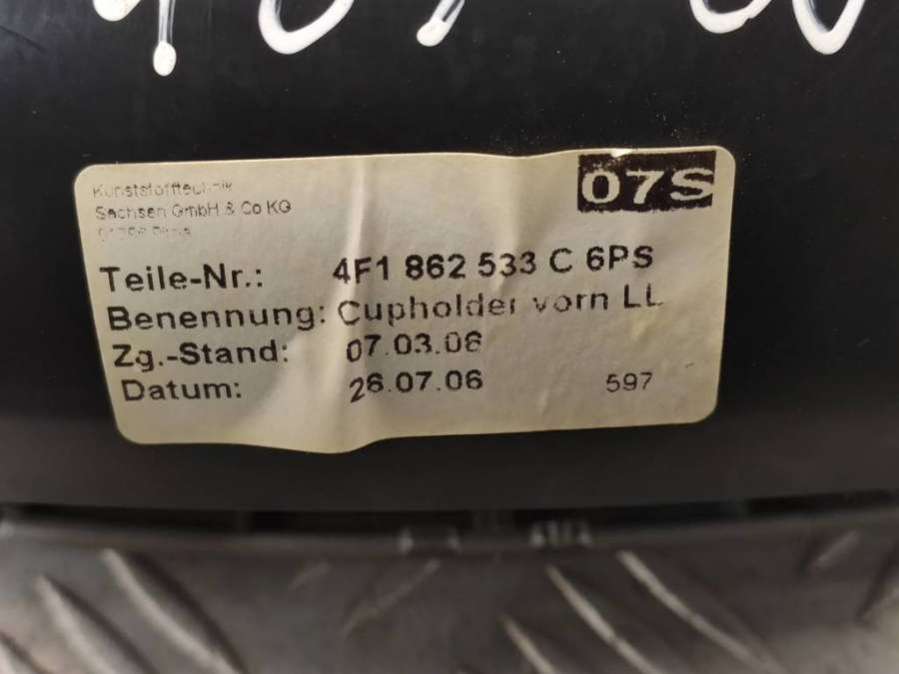 07S
Kunststofftechnik
Sachsen GmbH & Co KG
Teile-Nr.: 4F1 862 533 C 6PS
Benennung: Cupholder vorn LL
Zg.-Stand: 07.03.06
Datum: 26.07.06 597